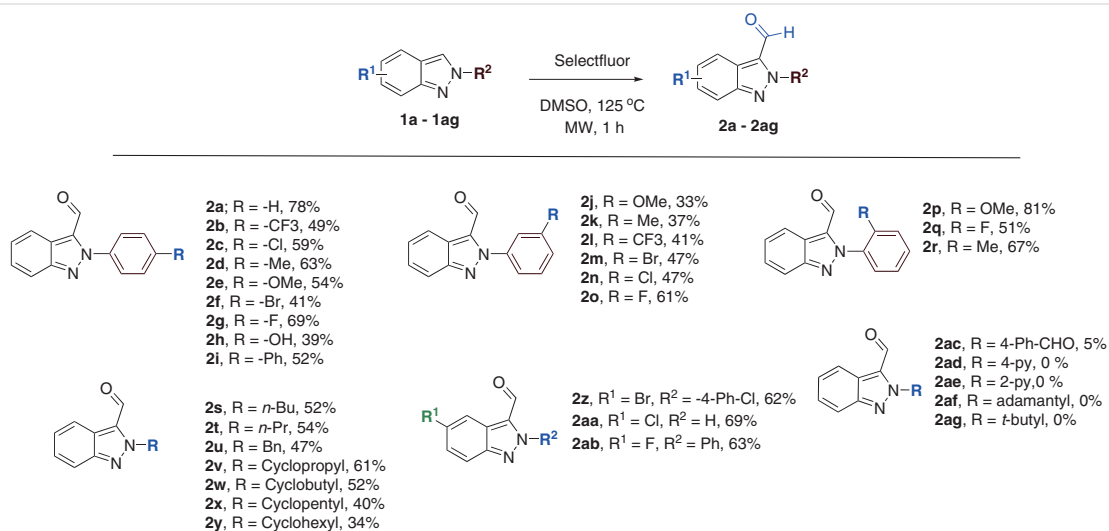 Selectfluor
DMSO, 125 °C
MW, 1 h
R¹
N–R²
N
1a - 1ag
O
H
R¹
N–R²
N
2a - 2ag
O
N
N
R
2a; R = -H, 78%
2b, R = -CF3, 49%
2c, R = -Cl, 59%
2d, R = -Me, 63%
2e, R = -OMe, 54%
2f, R = -Br, 41%
2g, R = -F, 69%
2h, R = -OH, 39%
2i, R = -Ph, 52%
O
R
N
N
2j, R = OMe, 33%
2k, R = Me, 37%
2l, R = CF3, 41%
2m, R = Br, 47%
2n, R = Cl, 47%
2o, R = F, 61%
O
R
N
N
2p, R = OMe, 81%
2q, R = F, 51%
2r, R = Me, 67%
O
N–R
N
2s, R = n-Bu, 52%
2t, R = n-Pr, 54%
2u, R = Bn, 47%
2v, R = Cyclopropyl, 61%
2w, R = Cyclobutyl, 52%
2x, R = Cyclopentyl, 40%
2y, R = Cyclohexyl, 34%
O
R¹
N–R²
N
2z, R¹ = Br, R² = -4-Ph-Cl, 62%
2aa, R¹ = Cl, R² = H, 69%
2ab, R¹ = F, R² = Ph, 63%
O
N–R
N
2ac, R = 4-Ph-CHO, 5%
2ad, R = 4-py, 0 %
2ae, R = 2-py,0 %
2af, R = adamantyl, 0%
2ag, R = t-butyl, 0%